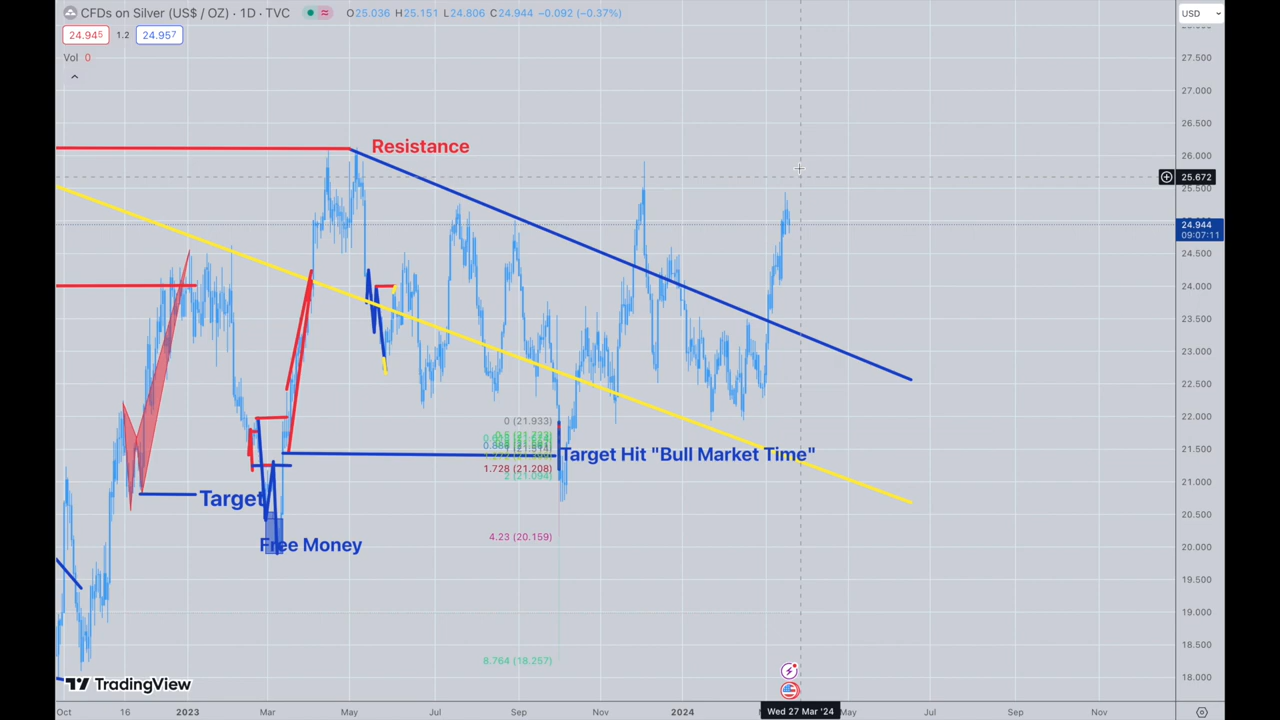 CFDs on Silver (US$ / OZ) · 1D · TVC O25.036 H25.151 L24.806 C24.944 −0.092 (−0.37%)
USD
24.945 1.2 24.957
Vol 0
27.500
27.000
26.500
Resistance
26.000
25.672
25.500
24.944
09:07:11
24.500
24.000
23.500
23.000
22.500
22.000
0 (21.933)
21.500
Target Hit "Bull Market Time"
1.728 (21.208)
2 (21.094)
21.000
Target
20.500
4.23 (20.159)
Free Money
20.000
19.500
19.000
18.500
8.764 (18.257)
18.000
TradingView
Oct 16 2023 Mar May Jul Sep Nov 2024 Wed 27 Mar '24 May Jul Sep Nov